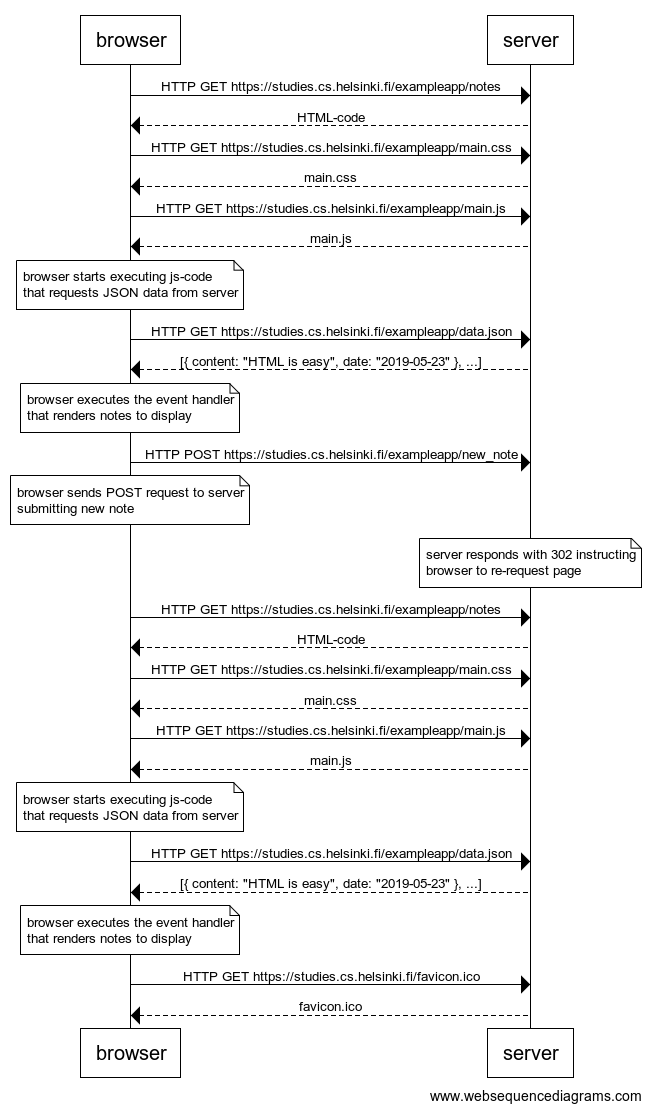 browser server
HTTP GET https://studies.cs.helsinki.fi/exampleapp/notes
HTML-code
HTTP GET https://studies.cs.helsinki.fi/exampleapp/main.css
main.css
HTTP GET https://studies.cs.helsinki.fi/exampleapp/main.js
main.js
browser starts executing js-code
that requests JSON data from server
HTTP GET https://studies.cs.helsinki.fi/exampleapp/data.json
[{ content: "HTML is easy", date: "2019-05-23" }, ...]
browser executes the event handler
that renders notes to display
HTTP POST https://studies.cs.helsinki.fi/exampleapp/new_note
browser sends POST request to server
submitting new note
server responds with 302 instructing
browser to re-request page
HTTP GET https://studies.cs.helsinki.fi/exampleapp/notes
HTML-code
HTTP GET https://studies.cs.helsinki.fi/exampleapp/main.css
main.css
HTTP GET https://studies.cs.helsinki.fi/exampleapp/main.js
main.js
browser starts executing js-code
that requests JSON data from server
HTTP GET https://studies.cs.helsinki.fi/exampleapp/data.json
[{ content: "HTML is easy", date: "2019-05-23" }, ...]
browser executes the event handler
that renders notes to display
HTTP GET https://studies.cs.helsinki.fi/favicon.ico
favicon.ico
browser server
www.websequencediagrams.com